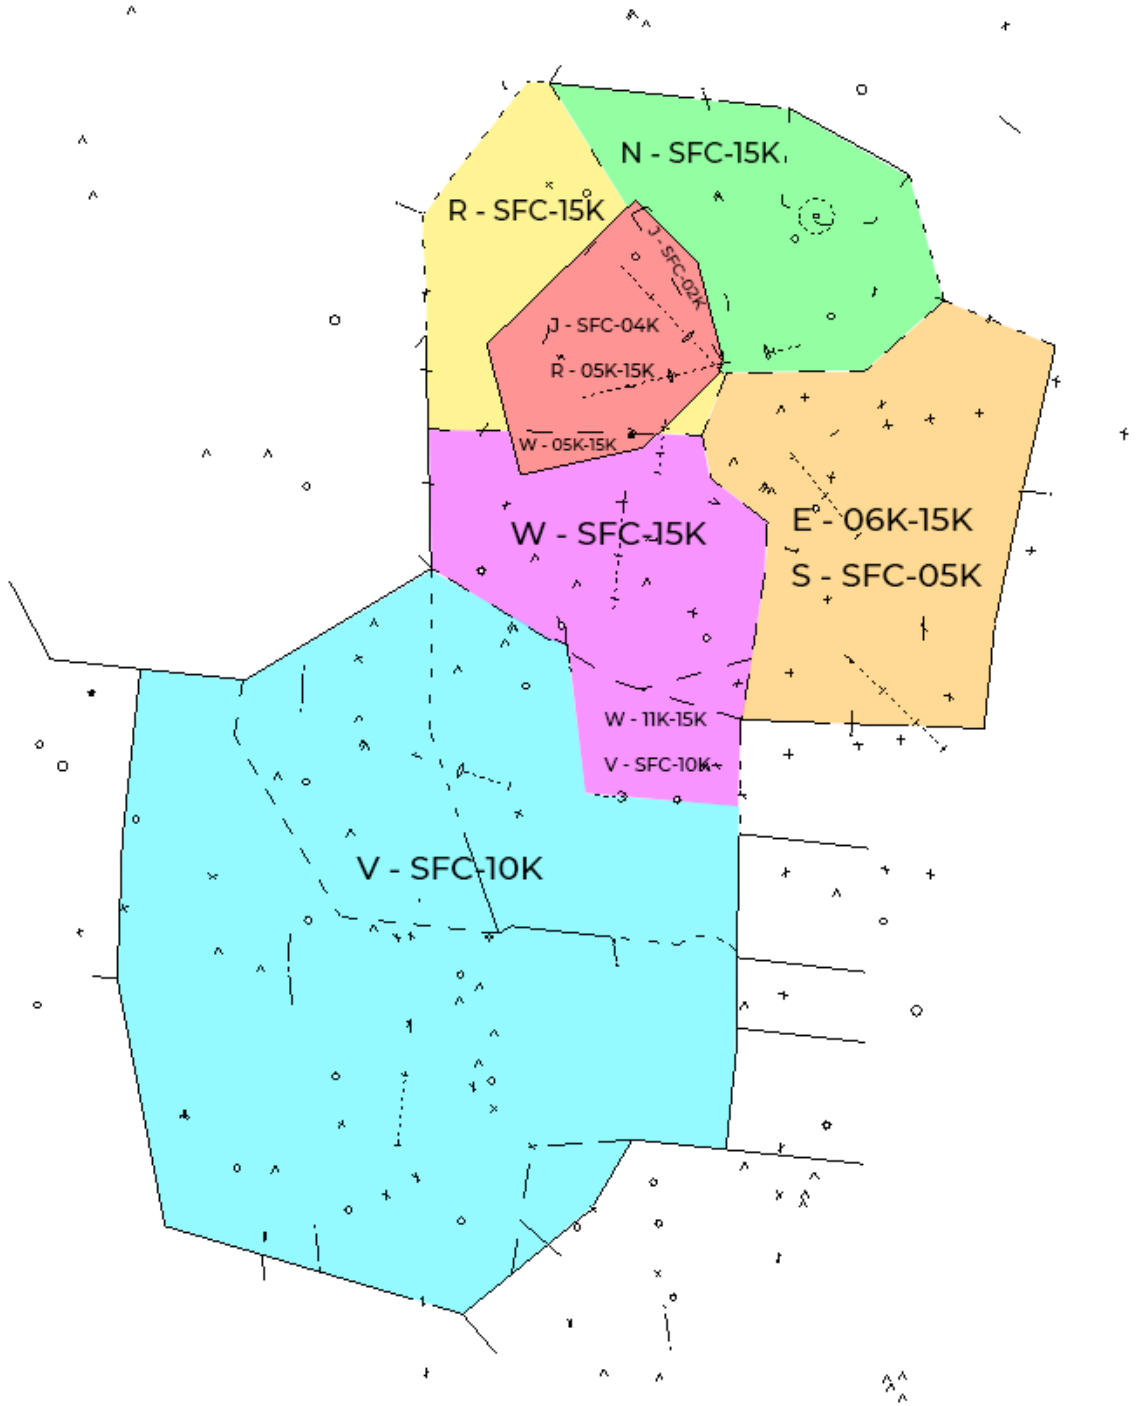 N - SFC-15K
R - SFC-15K
J - SFC-02K
J - SFC-04K
R - 05K-15K
W - 05K-15K
W - SFC-15K
E - 06K-15K
S - SFC-05K
W - 11K-15K
V - SFC-10K
V - SFC-10K